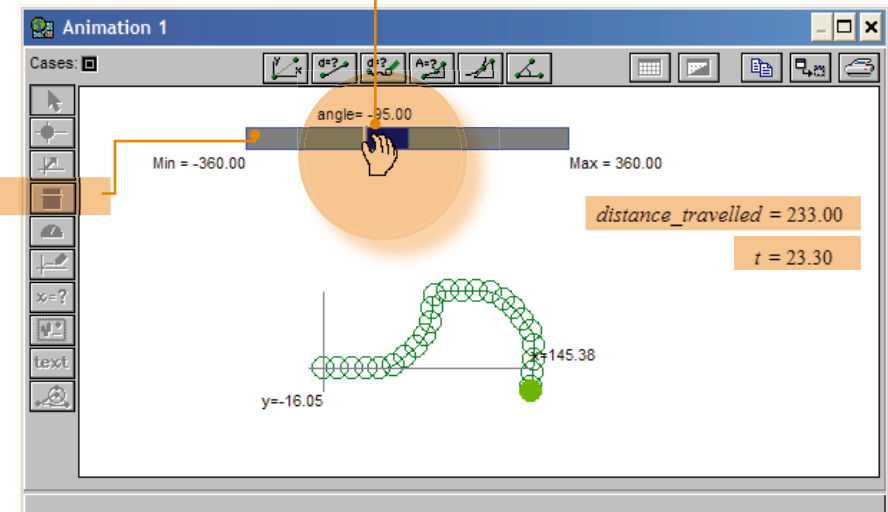 Animation 1
Cases:
y x d=? d=? A=?
angle= -95.00
Min = -360.00
Max = 360.00
distance_travelled = 233.00
t = 23.30
x=?
text
x=145.38
y=-16.05